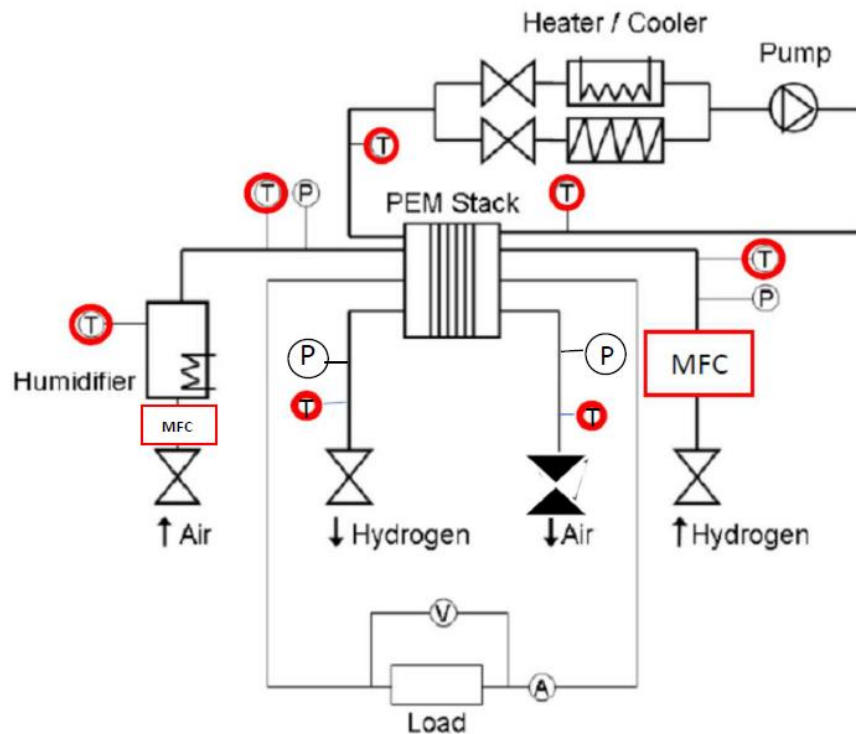 Heater / Cooler
Pump
T
T P
PEM Stack
T
T
P
T
Humidifier
MFC
P
P
MFC
T
T
↑ Air
↓ Hydrogen
↓ Air
↑ Hydrogen
V
A
Load